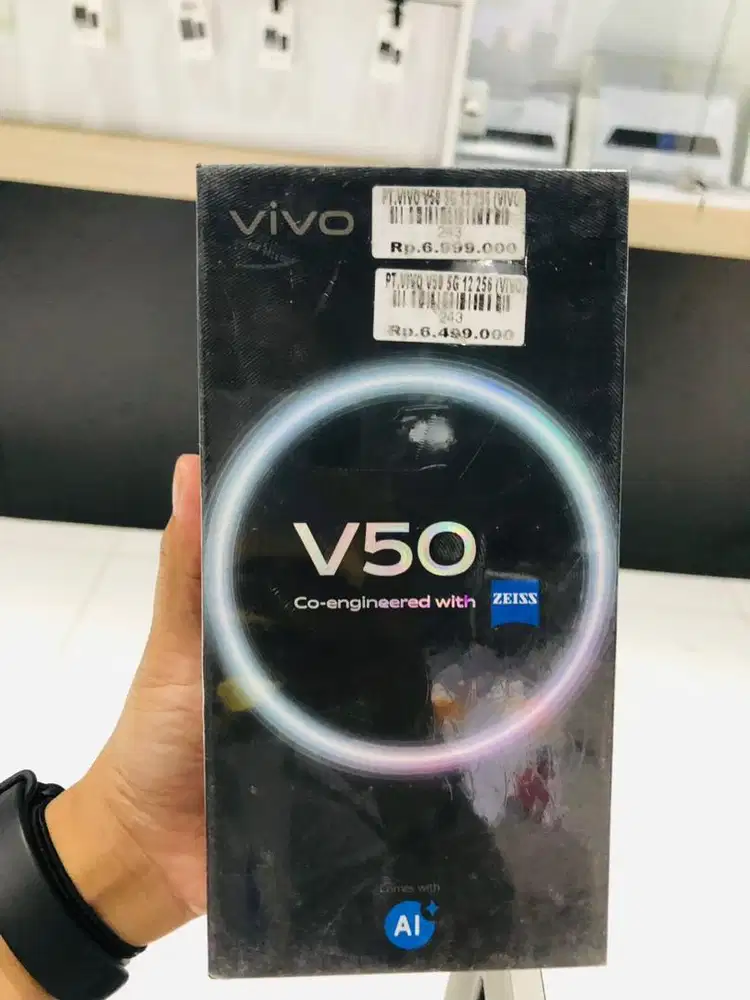 vivo
PT.VIVO V50 5G 12 256 (VIVO
243
Rp.6.999.000
PT.VIVO V50 5G 12 256 (VIVO)
243
Rp.6.499.000
V50
Co-engineered with
ZEISS
Comes with
AI